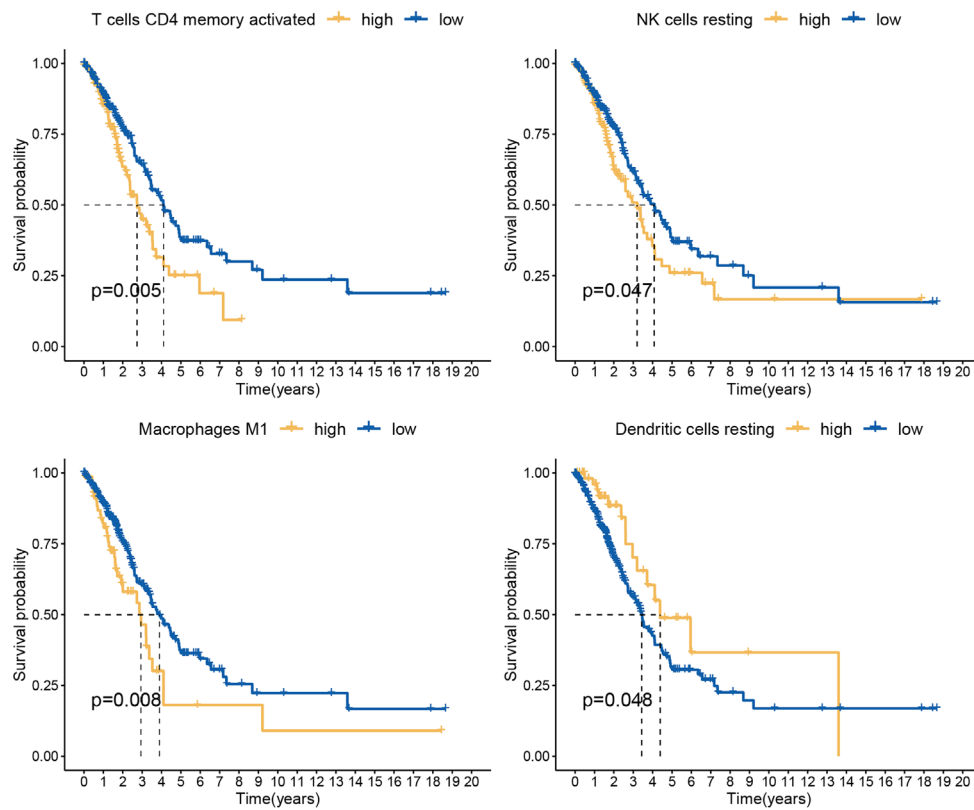 T cells CD4 memory activated high low
1.00
0.75
0.50
0.25
0.00
Survival probability
p=0.005
0 1 2 3 4 5 6 7 8 9 10 11 12 13 14 15 16 17 18 19 20
Time(years)
NK cells resting high low
1.00
0.75
0.50
0.25
0.00
Survival probability
p=0.047
0 1 2 3 4 5 6 7 8 9 10 11 12 13 14 15 16 17 18 19 20
Time(years)
Macrophages M1 high low
1.00
0.75
0.50
0.25
0.00
Survival probability
p=0.008
0 1 2 3 4 5 6 7 8 9 10 11 12 13 14 15 16 17 18 19 20
Time(years)
Dendritic cells resting high low
1.00
0.75
0.50
0.25
0.00
Survival probability
p=0.048
0 1 2 3 4 5 6 7 8 9 10 11 12 13 14 15 16 17 18 19 20
Time(years)